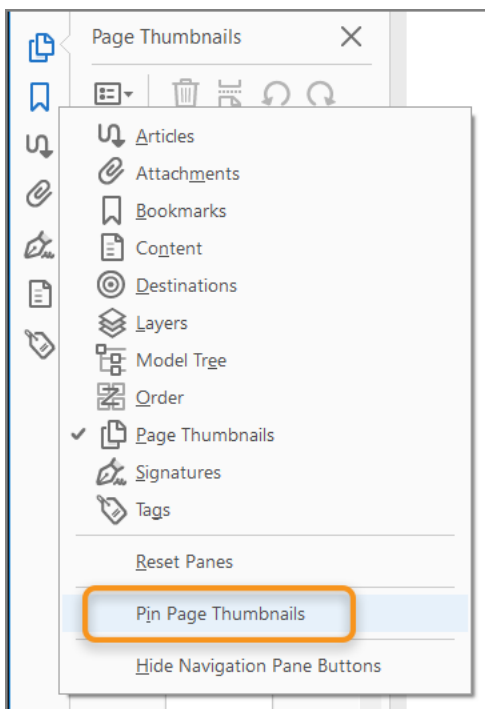 Page Thumbnails
Articles
Attachments
Bookmarks
Content
Destinations
Layers
Model Tree
Order
Page Thumbnails
Signatures
Tags
Reset Panes
Pin Page Thumbnails
Hide Navigation Pane Buttons